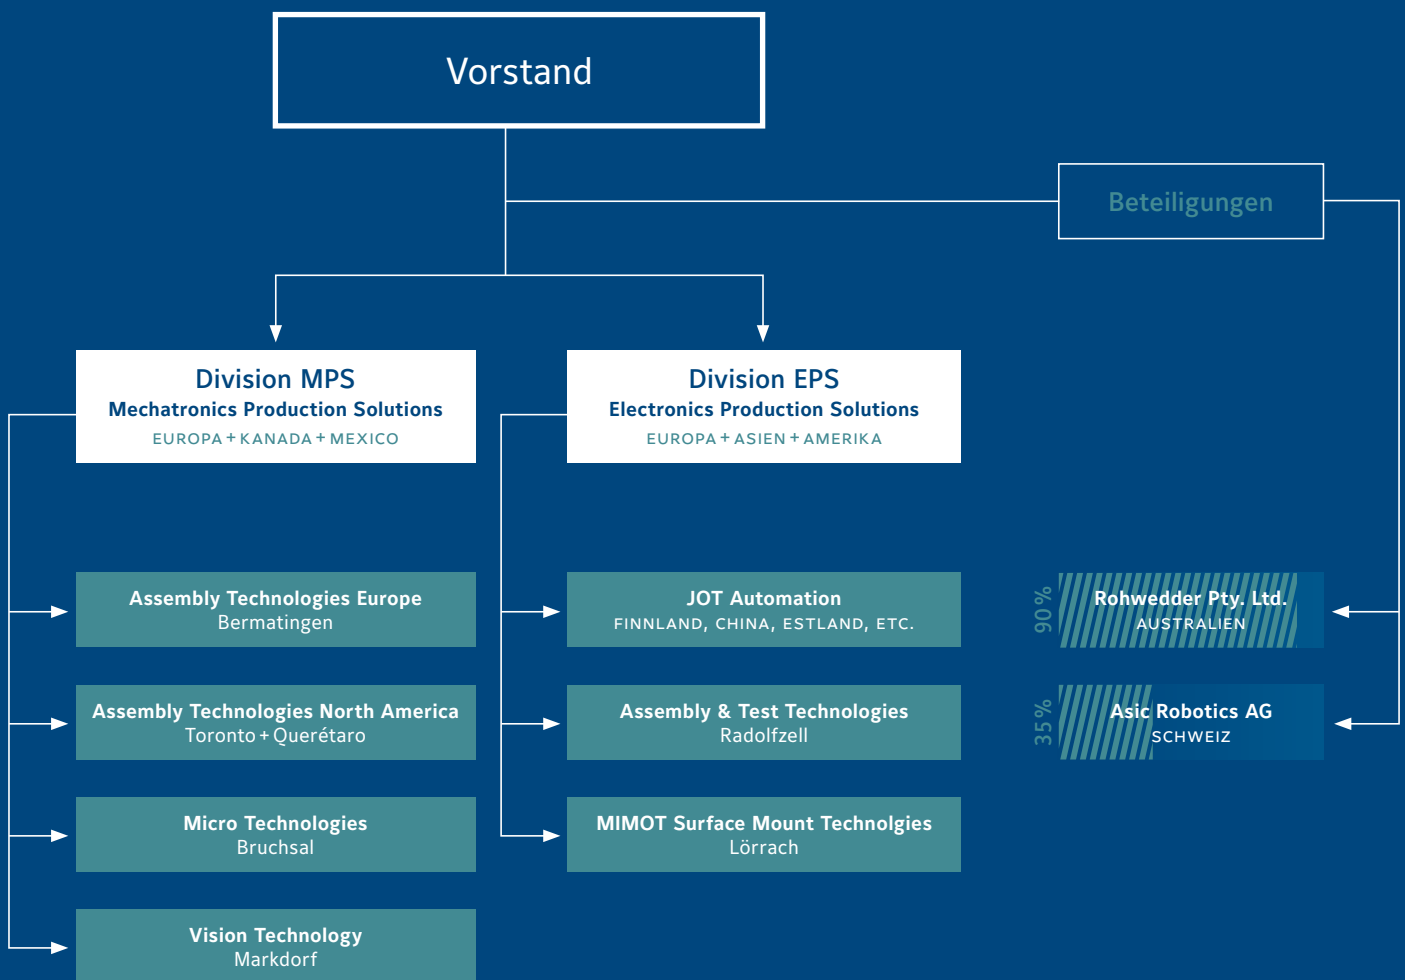 Vorstand
Beteiligungen
Division MPS
Mechatronics Production Solutions
EUROPA + KANADA + MEXICO
Division EPS
Electronics Production Solutions
EUROPA + ASIEN + AMERIKA
Assembly Technologies Europe
Bermatingen
Assembly Technologies North America
Toronto + Querétaro
Micro Technologies
Bruchsal
Vision Technology
Markdorf
JOT Automation
FINNLAND, CHINA, ESTLAND, ETC.
Assembly & Test Technologies
Radolfzell
MIMOT Surface Mount Technolgies
Lörrach
90 %
Rohwedder Pty. Ltd.
AUSTRALIEN
35 %
Asic Robotics AG
SCHWEIZ